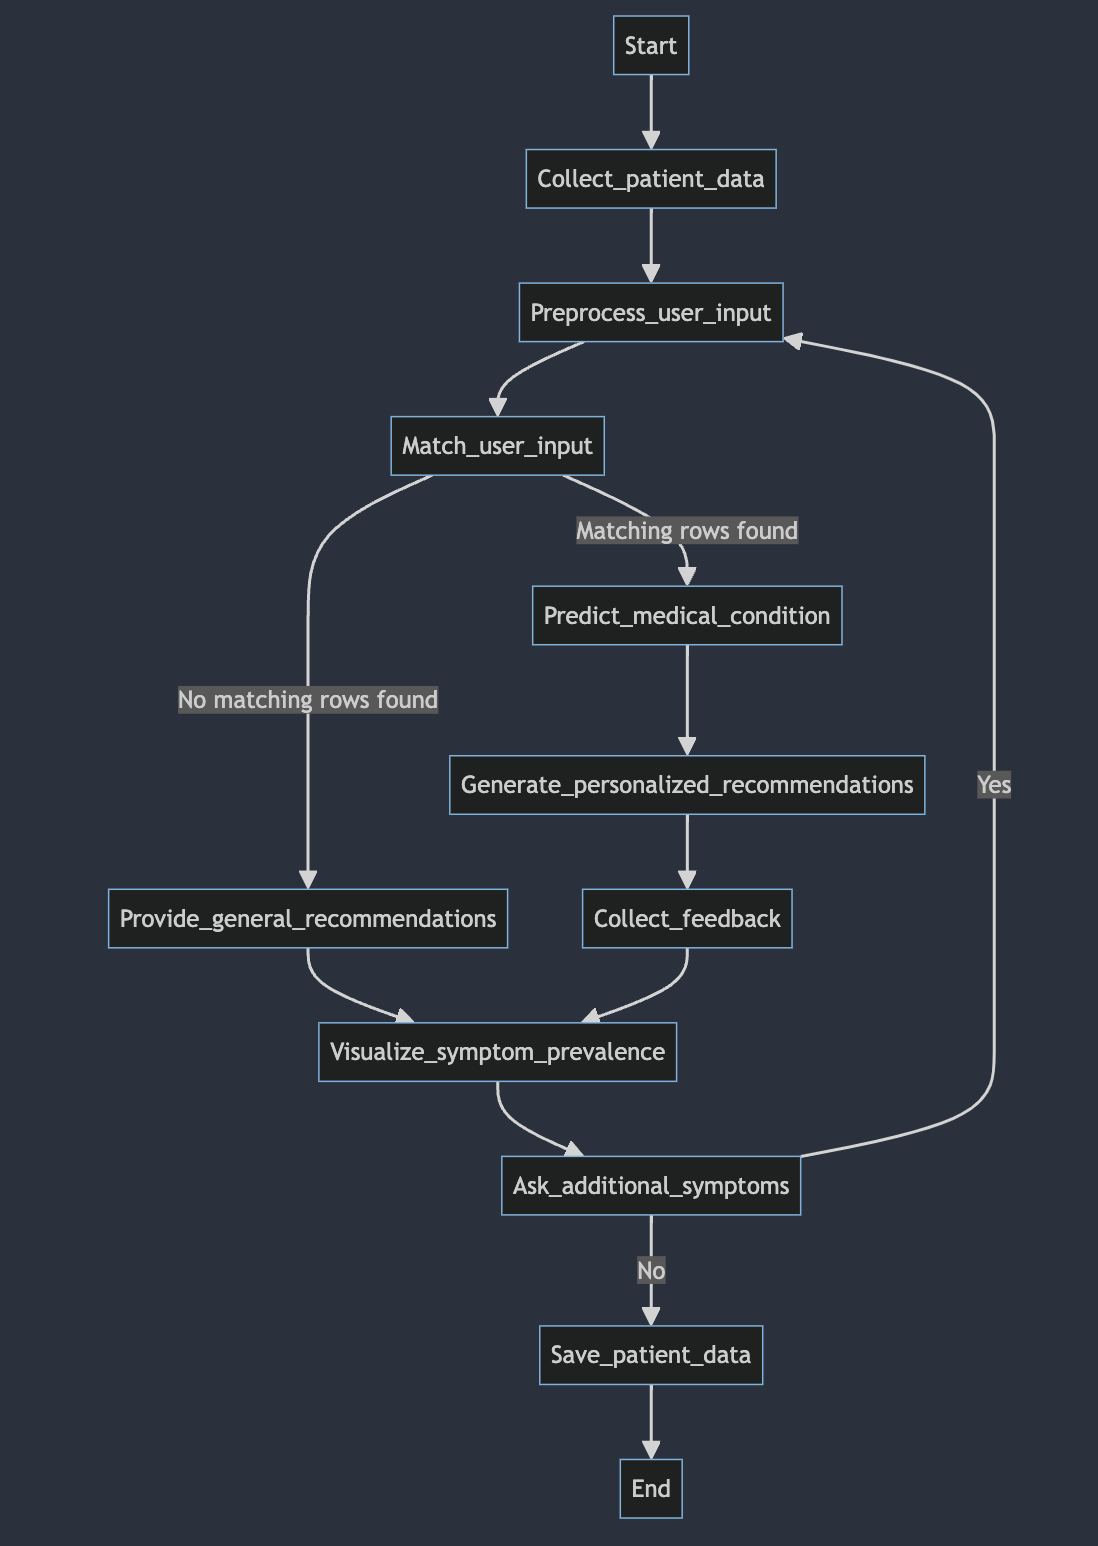 Start
Collect_patient_data
Preprocess_user_input
Match_user_input
Matching rows found
Predict_medical_condition
No matching rows found
Generate_personalized_recommendations
Yes
Provide_general_recommendations
Collect_feedback
Visualize_symptom_prevalence
Ask_additional_symptoms
No
Save_patient_data
End